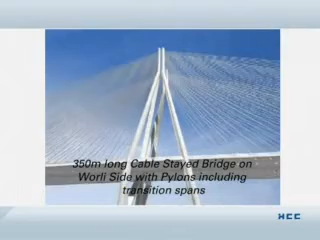 350m long Cable Stayed Bridge on
Worli Side with Pylons including
transition spans
HCC